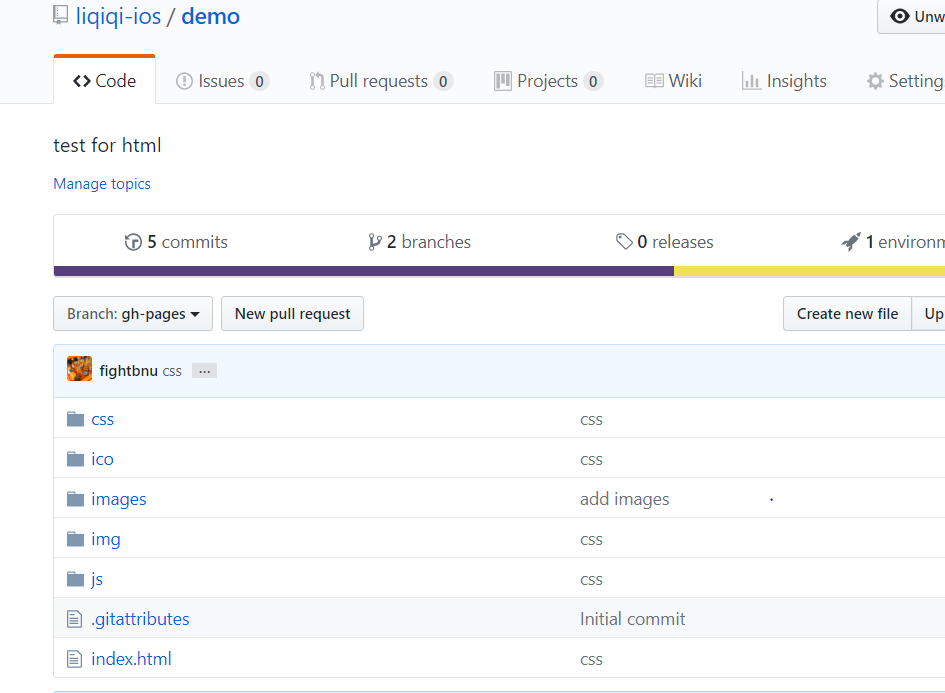 liqiqi-ios / demo
Unw
Code Issues 0 Pull requests 0 Projects 0 Wiki Insights Setting
test for html
Manage topics
5 commits 2 branches 0 releases 1 environm
Branch: gh-pages New pull request Create new file Up
fightbnu css ...
css css
ico css
images add images
img css
js css
.gitattributes Initial commit
index.html css